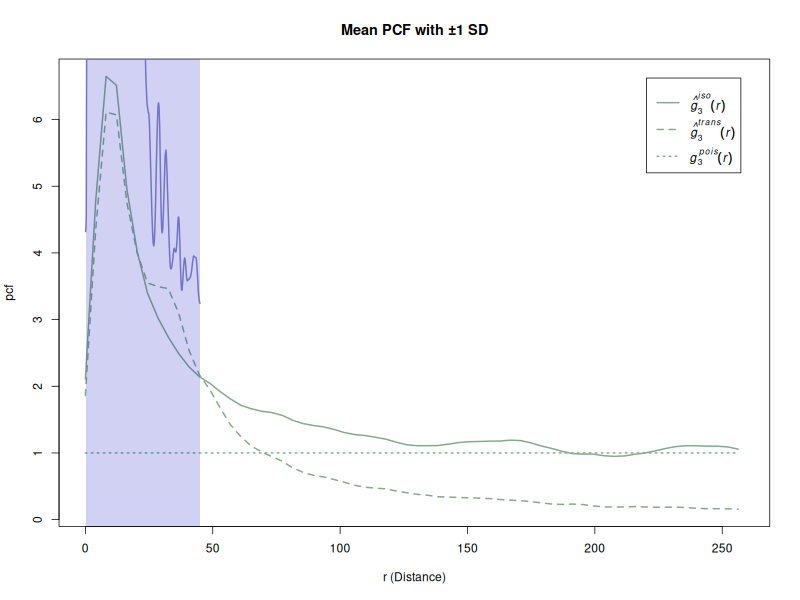 Mean PCF with ±1 SD
ĝ₃ⁱˢᵒ(r)
ĝ₃ᵗʳᵃⁿˢ(r)
g₃ᵖᵒⁱˢ(r)
pcf
6
5
4
3
2
1
0
0 50 100 150 200 250
r (Distance)